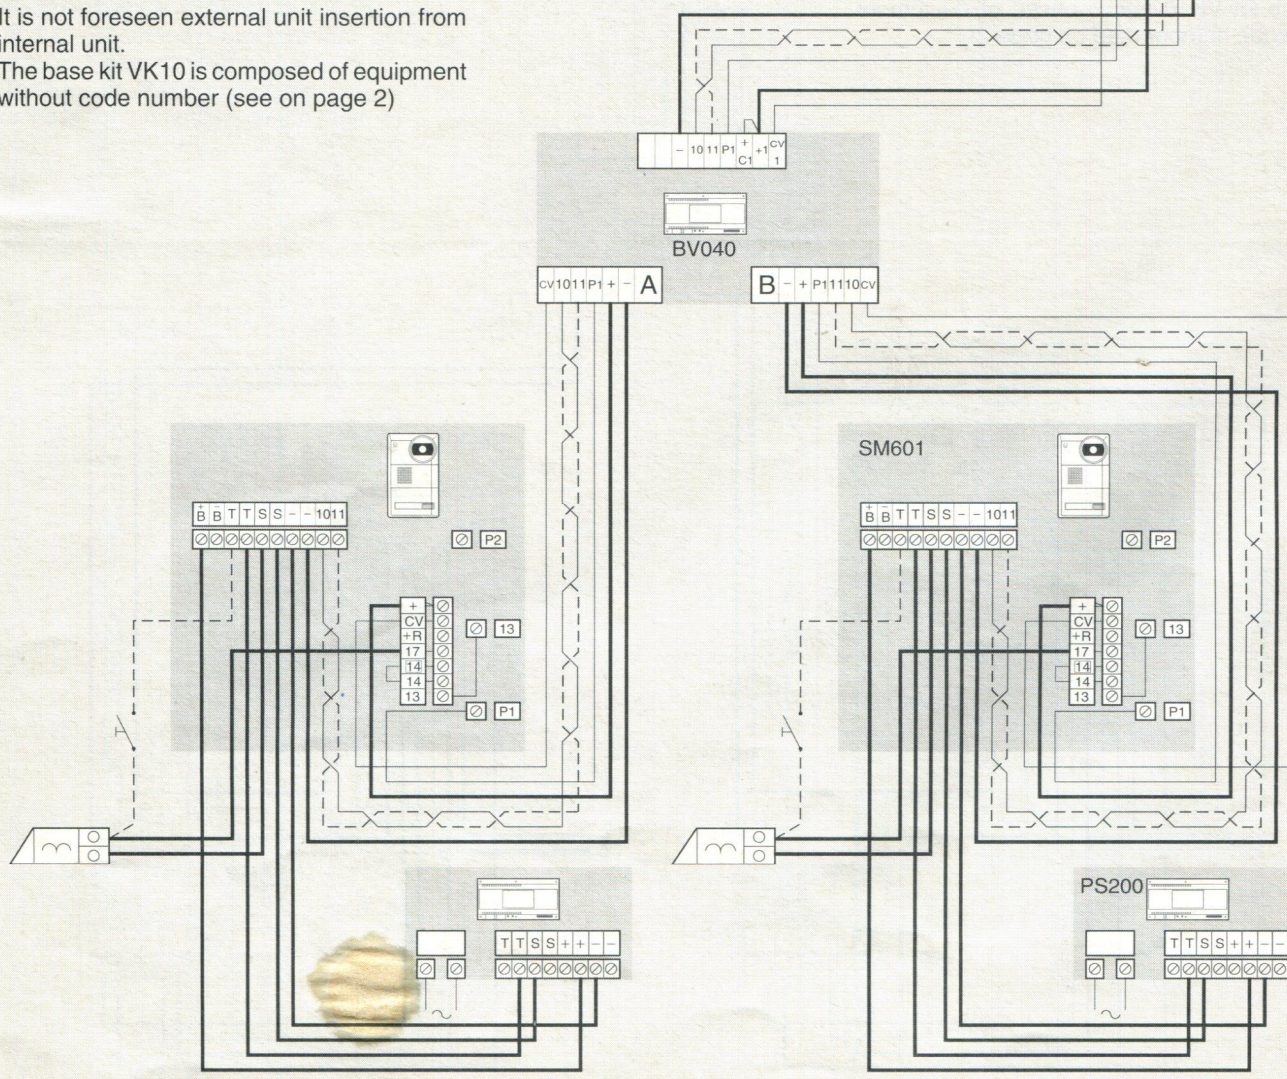 It is not foreseen external unit insertion from
internal unit.
The base kit VK10 is composed of equipment
without code number (see on page 2)
− 10 11 P1 + C1 +1 CV 1
BV040
CV 10 11 P1 + − A
B − + P1 11 10 CV
SM601
+B −B T T S S − − 10 11
+B −B T T S S − − 10 11
P2
P2
+
CV
+R
17
14
14
13
13
P1
+
CV
+R
17
14
14
13
13
P1
PS200
T T S S + + − −
T T S S + + − −